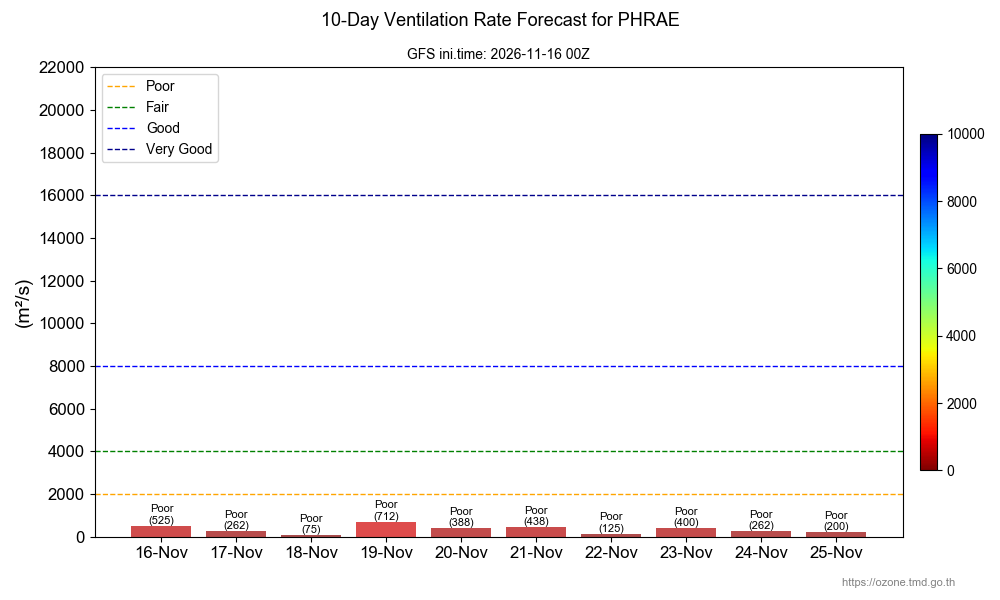 10-Day Ventilation Rate Forecast for PHRAE
GFS ini.time: 2026-11-16 00Z
22000
20000
18000
16000
14000
12000
10000
8000
6000
4000
2000
0
(m²/s)
Poor
Fair
Good
Very Good
Poor
(525)
Poor
(262)
Poor
(75)
Poor
(712)
Poor
(388)
Poor
(438)
Poor
(125)
Poor
(400)
Poor
(262)
Poor
(200)
16-Nov 17-Nov 18-Nov 19-Nov 20-Nov 21-Nov 22-Nov 23-Nov 24-Nov 25-Nov
10000
8000
6000
4000
2000
0
https://ozone.tmd.go.th